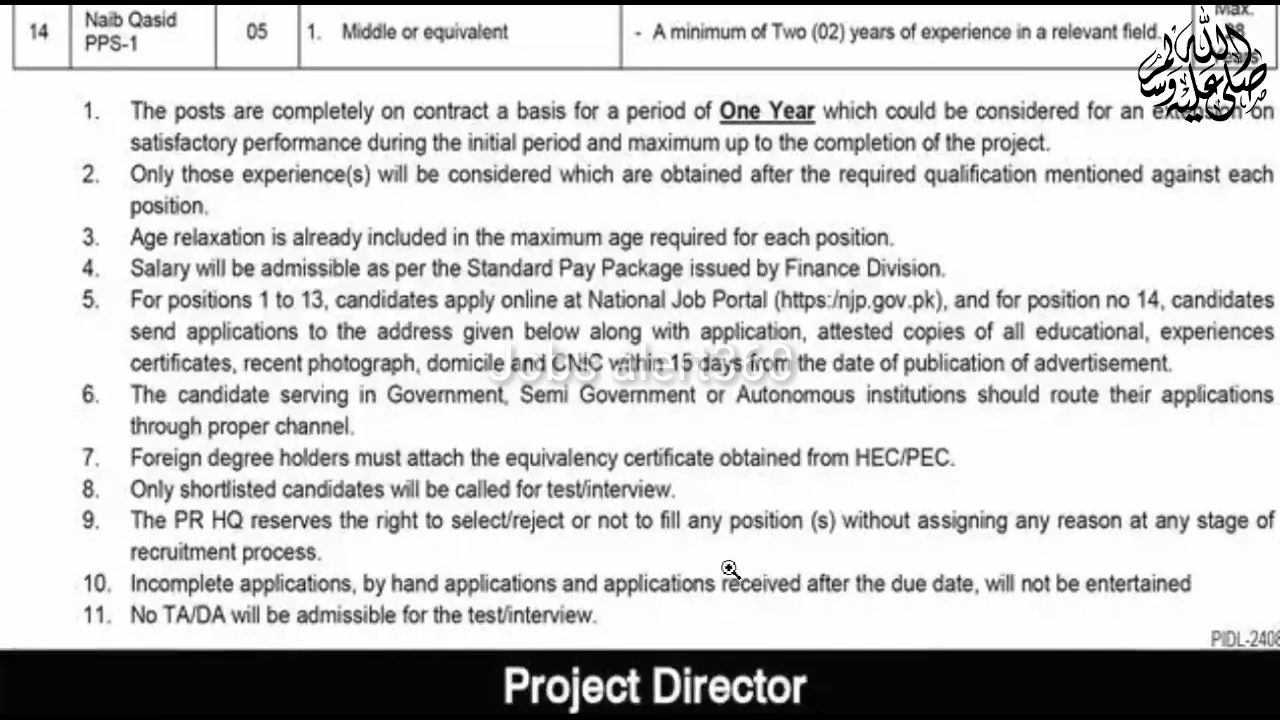 14 Naib Qasid PPS-1 05 1. Middle or equivalent - A minimum of Two (02) years of experience in a relevant field. Max.
صلى الله عليه وسلم
1. The posts are completely on contract a basis for a period of One Year which could be considered for an extension on
satisfactory performance during the initial period and maximum up to the completion of the project.
2. Only those experience(s) will be considered which are obtained after the required qualification mentioned against each
position.
3. Age relaxation is already included in the maximum age required for each position.
4. Salary will be admissible as per the Standard Pay Package issued by Finance Division.
5. For positions 1 to 13, candidates apply online at National Job Portal (https:/njp.gov.pk), and for position no 14, candidates
send applications to the address given below along with application, attested copies of all educational, experiences
certificates, recent photograph, domicile and CNIC within 15 days from the date of publication of advertisement.
Jobs alert360
6. The candidate serving in Government, Semi Government or Autonomous institutions should route their applications
through proper channel.
7. Foreign degree holders must attach the equivalency certificate obtained from HEC/PEC.
8. Only shortlisted candidates will be called for test/interview.
9. The PR HQ reserves the right to select/reject or not to fill any position (s) without assigning any reason at any stage of
recruitment process.
10. Incomplete applications, by hand applications and applications received after the due date, will not be entertained
11. No TA/DA will be admissible for the test/interview.
PIDL-2408
Project Director